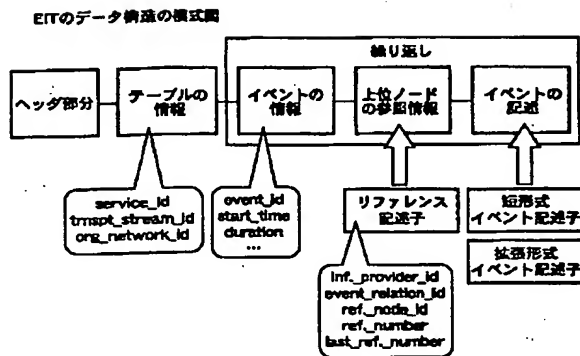 EITのデータ構造の模式図
繰り返し
ヘッダ部分
テーブルの
情報
イベントの
情報
上位ノード
の参照情報
イベントの
記述
service_id
trnspt_stream_id
org_network_id
event_id
start_time
duration
...
リファレンス
記述子
短形式
イベント記述子
拡張形式
イベント記述子
inf._provider_id
event_relation_id
ref._node_id
ref._number
last_ref._number